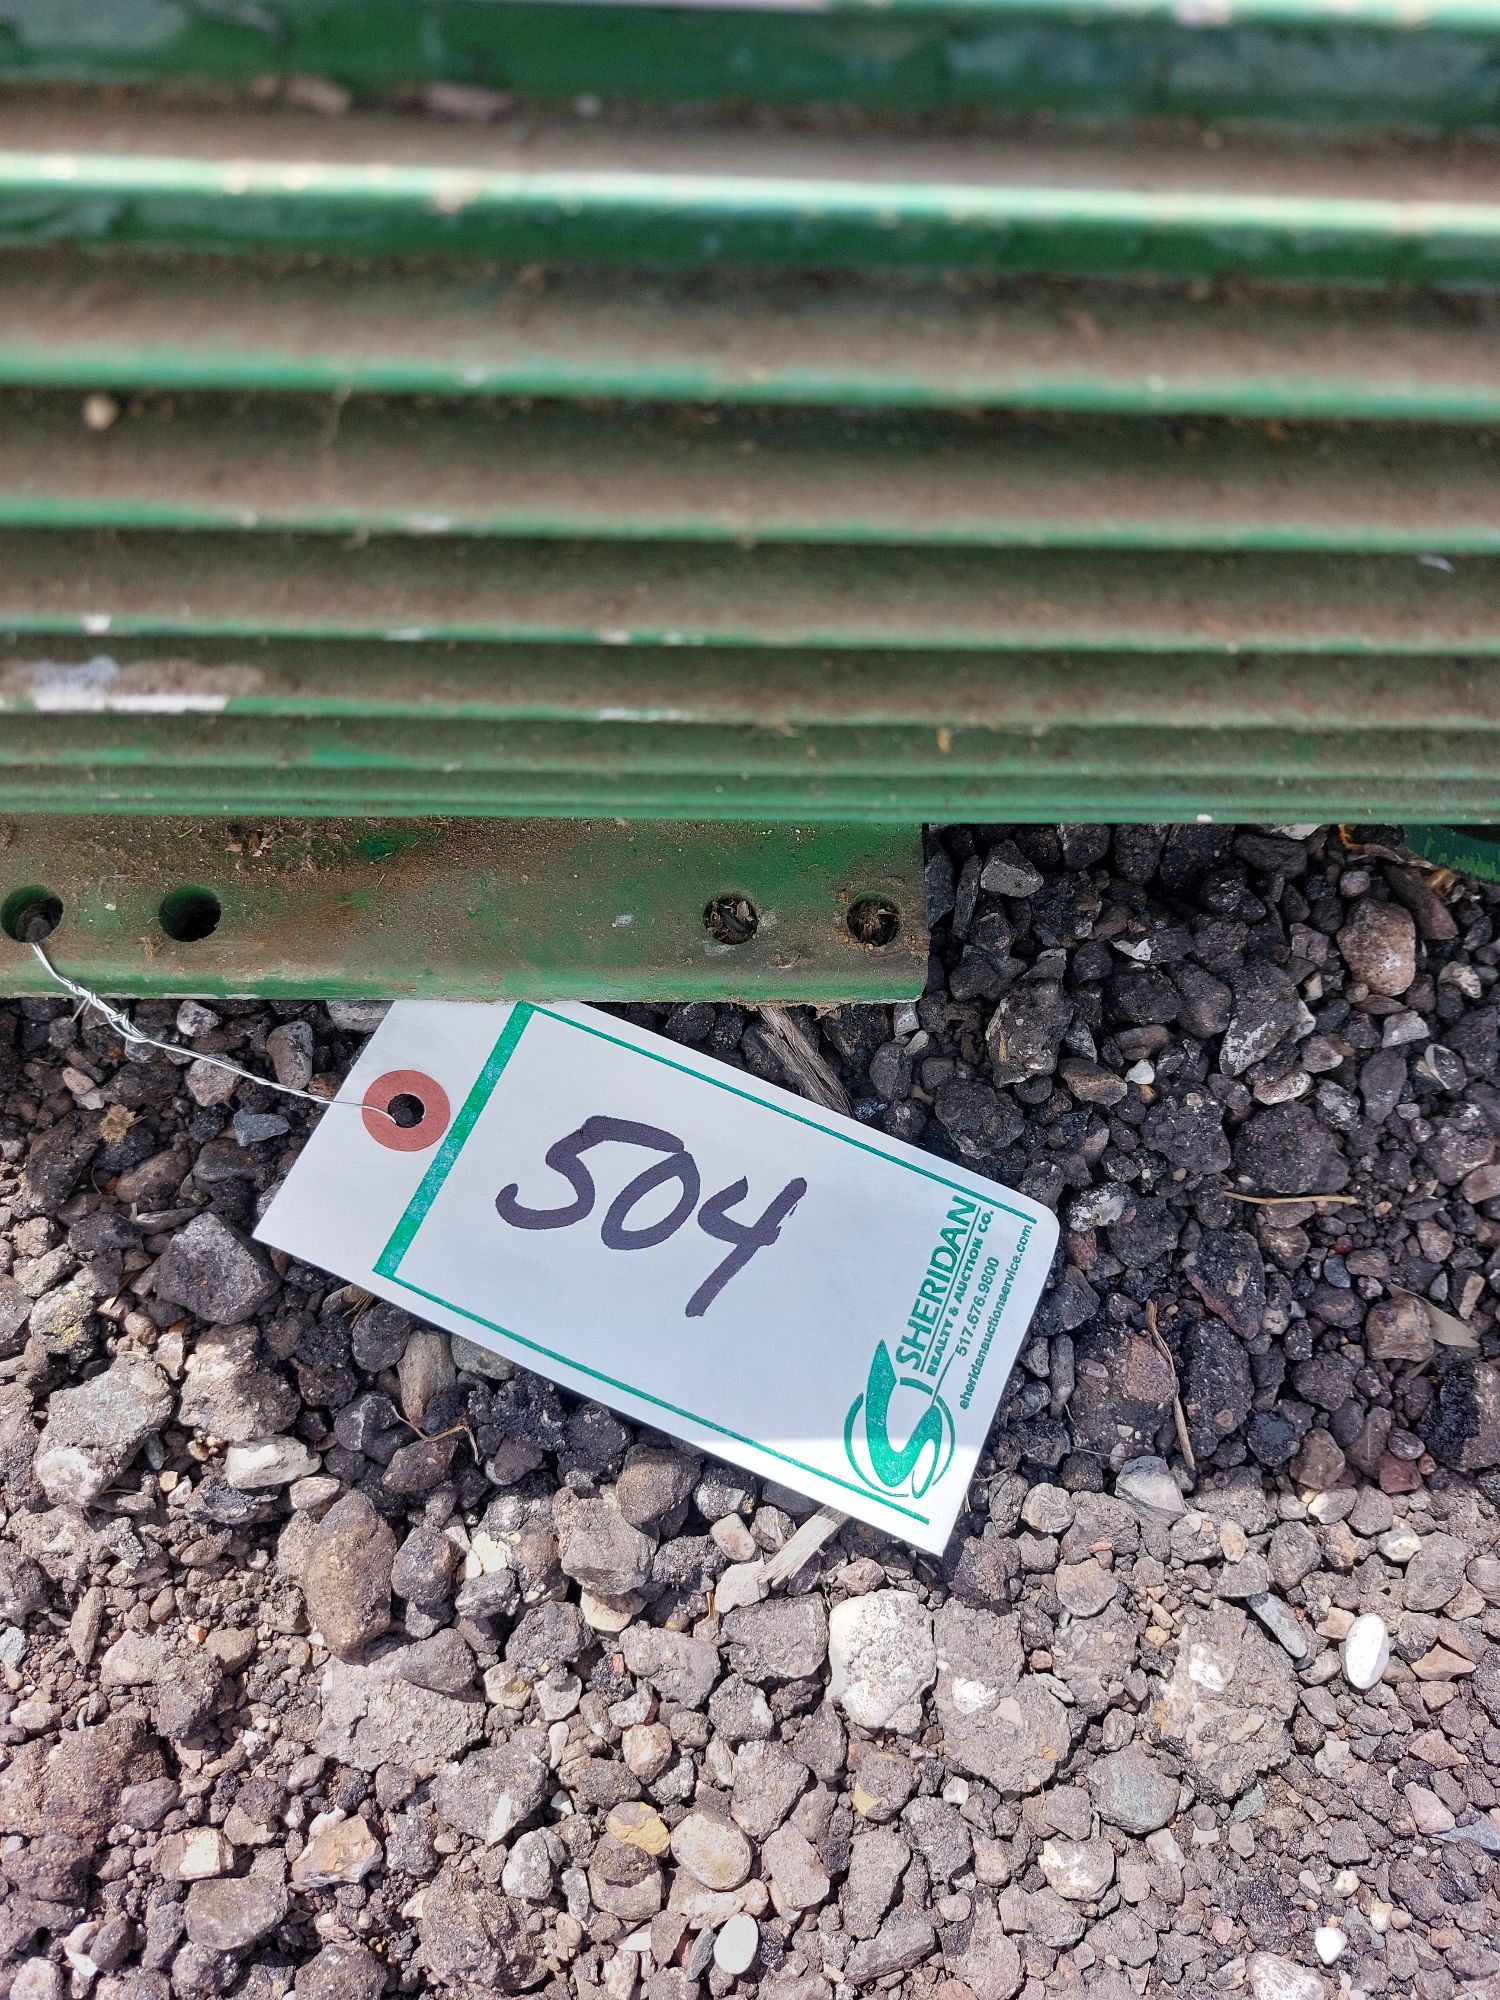 504
SHERIDAN
REALTY & AUCTION CO.
517.676.9800
sheridanauctionservice.com